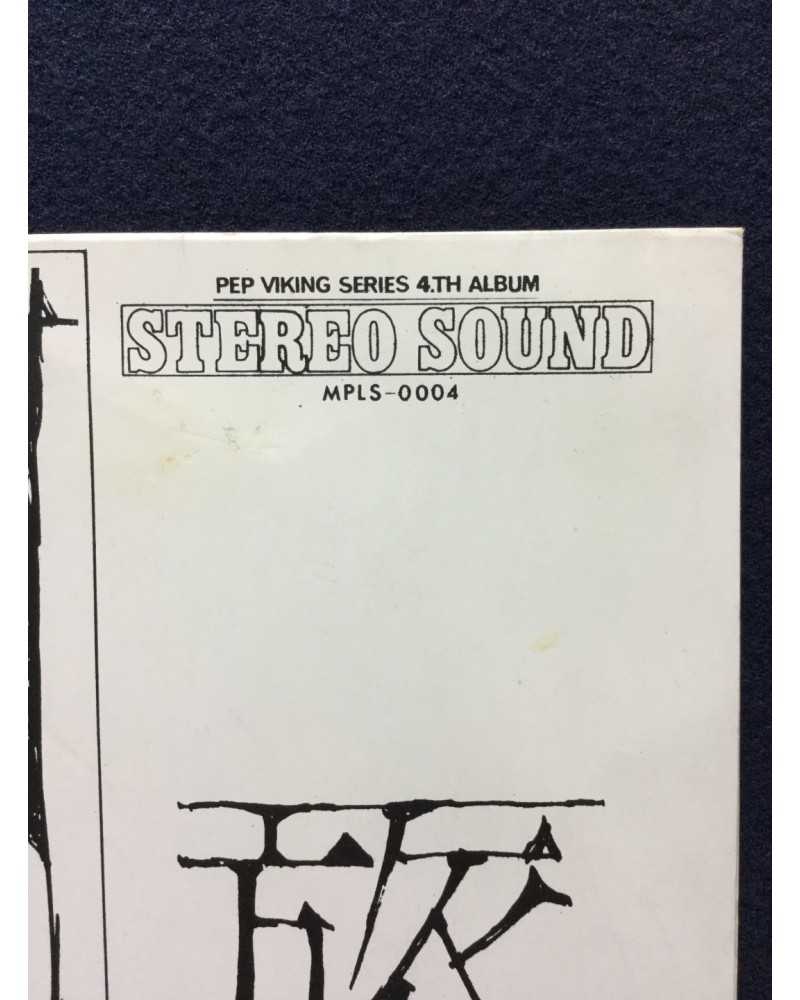 PEP VIKING SERIES 4.TH ALBUM
STEREO SOUND
MPLS-0004